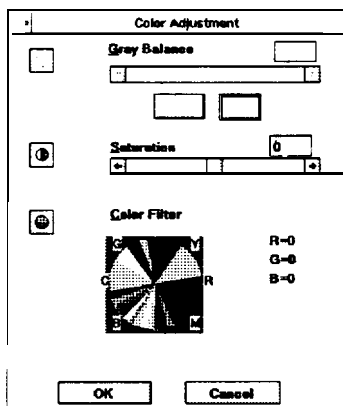 Color Adjustment
Gray Balance
Saturation 0
Color Filter
G Y
C R
B M
R=0
G=0
B=0
OK Cancel